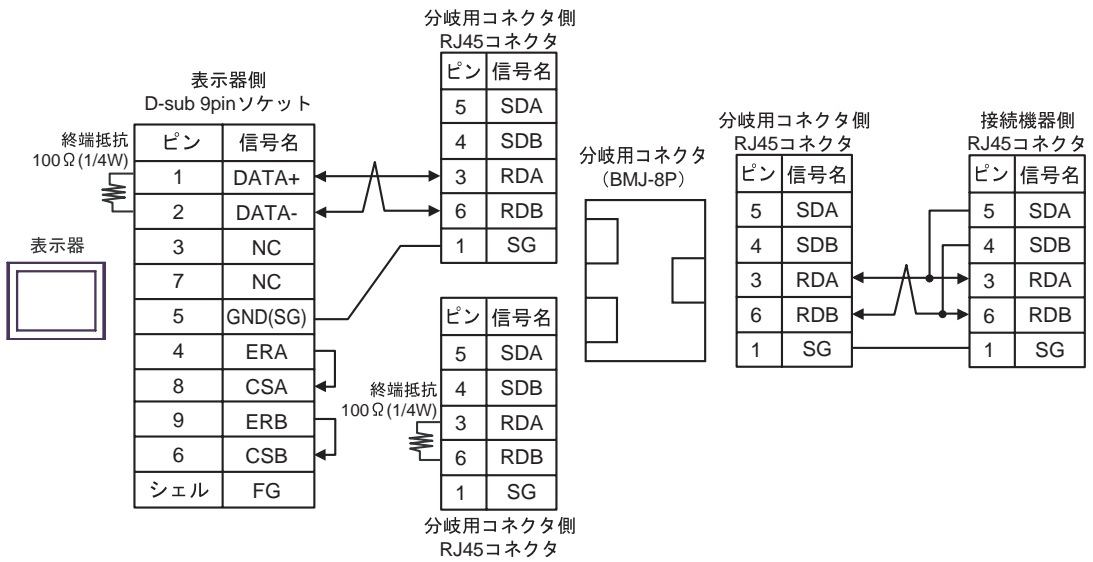 表示器
表示器側
D-sub 9pinソケット
終端抵抗
100Ω(1/4W)
ピン 信号名
1 DATA+
2 DATA-
3 NC
7 NC
5 GND(SG)
4 ERA
8 CSA
9 ERB
6 CSB
シェル FG
分岐用コネクタ側
RJ45コネクタ
ピン 信号名
5 SDA
4 SDB
3 RDA
6 RDB
1 SG
終端抵抗
100Ω(1/4W)
ピン 信号名
5 SDA
4 SDB
3 RDA
6 RDB
1 SG
分岐用コネクタ側
RJ45コネクタ
分岐用コネクタ
（BMJ-8P）
分岐用コネクタ側
RJ45コネクタ
ピン 信号名
5 SDA
4 SDB
3 RDA
6 RDB
1 SG
接続機器側
RJ45コネクタ
ピン 信号名
5 SDA
4 SDB
3 RDA
6 RDB
1 SG